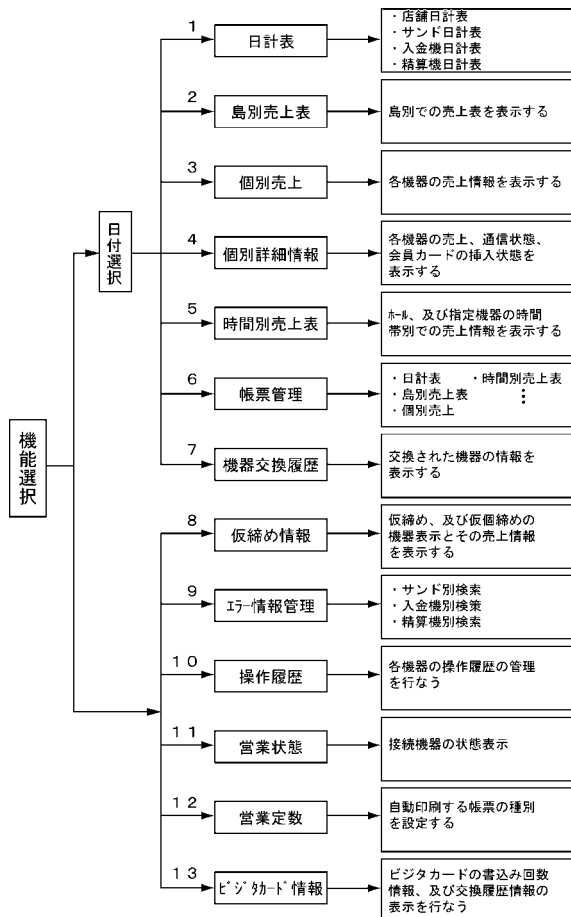 機能選択
日付選択
1
日計表
・店舗日計表
・サンド日計表
・入金機日計表
・精算機日計表
2
島別売上表
島別での売上表を表示する
3
個別売上
各機器の売上情報を表示する
4
個別詳細情報
各機器の売上、通信状態、
会員カードの挿入状態を
表示する
5
時間別売上表
ﾎｰﾙ、及び指定機器の時間
帯別での売上情報を表示する
6
帳票管理
・日計表 ・時間別売上表
・島別売上表 ⋮
・個別売上
7
機器交換履歴
交換された機器の情報を
表示する
8
仮締め情報
仮締め、及び仮個締めの
機器表示とその売上情報
を表示する
9
ｴﾗｰ情報管理
・サンド別検索
・入金機別検策
・精算機別検索
10
操作履歴
各機器の操作履歴の管理
を行なう
11
営業状態
接続機器の状態表示
12
営業定数
自動印刷する帳票の種別
を設定する
13
ﾋﾞｼﾞﾀｶｰﾄﾞ情報
ビジタカードの書込み回数
情報、及び交換履歴情報の
表示を行なう